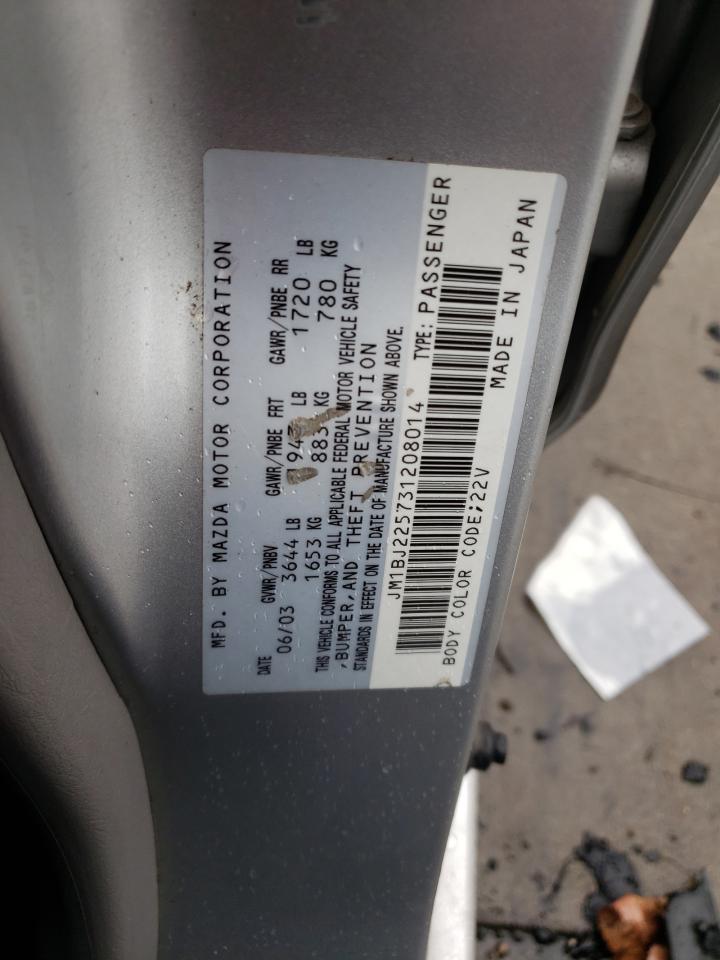 MFD. BY MAZDA MOTOR CORPORATION
DATE GVWR/PNBV GAWR/PNBE FRT GAWR/PNBE RR
06/03 3644 LB LB 1720 LB
1653 KG 883 KG 780 KG
THIS VEHICLE CONFORMS TO ALL APPLICABLE FEDERAL MOTOR VEHICLE SAFETY
,BUMPER,AND THEFT PREVENTION
STANDARDS IN EFFECT ON THE DATE OF MANUFACTURE SHOWN ABOVE.
JM1BJ225731208014 TYPE: PASSENGER
BODY COLOR CODE;22V MADE IN JAPAN